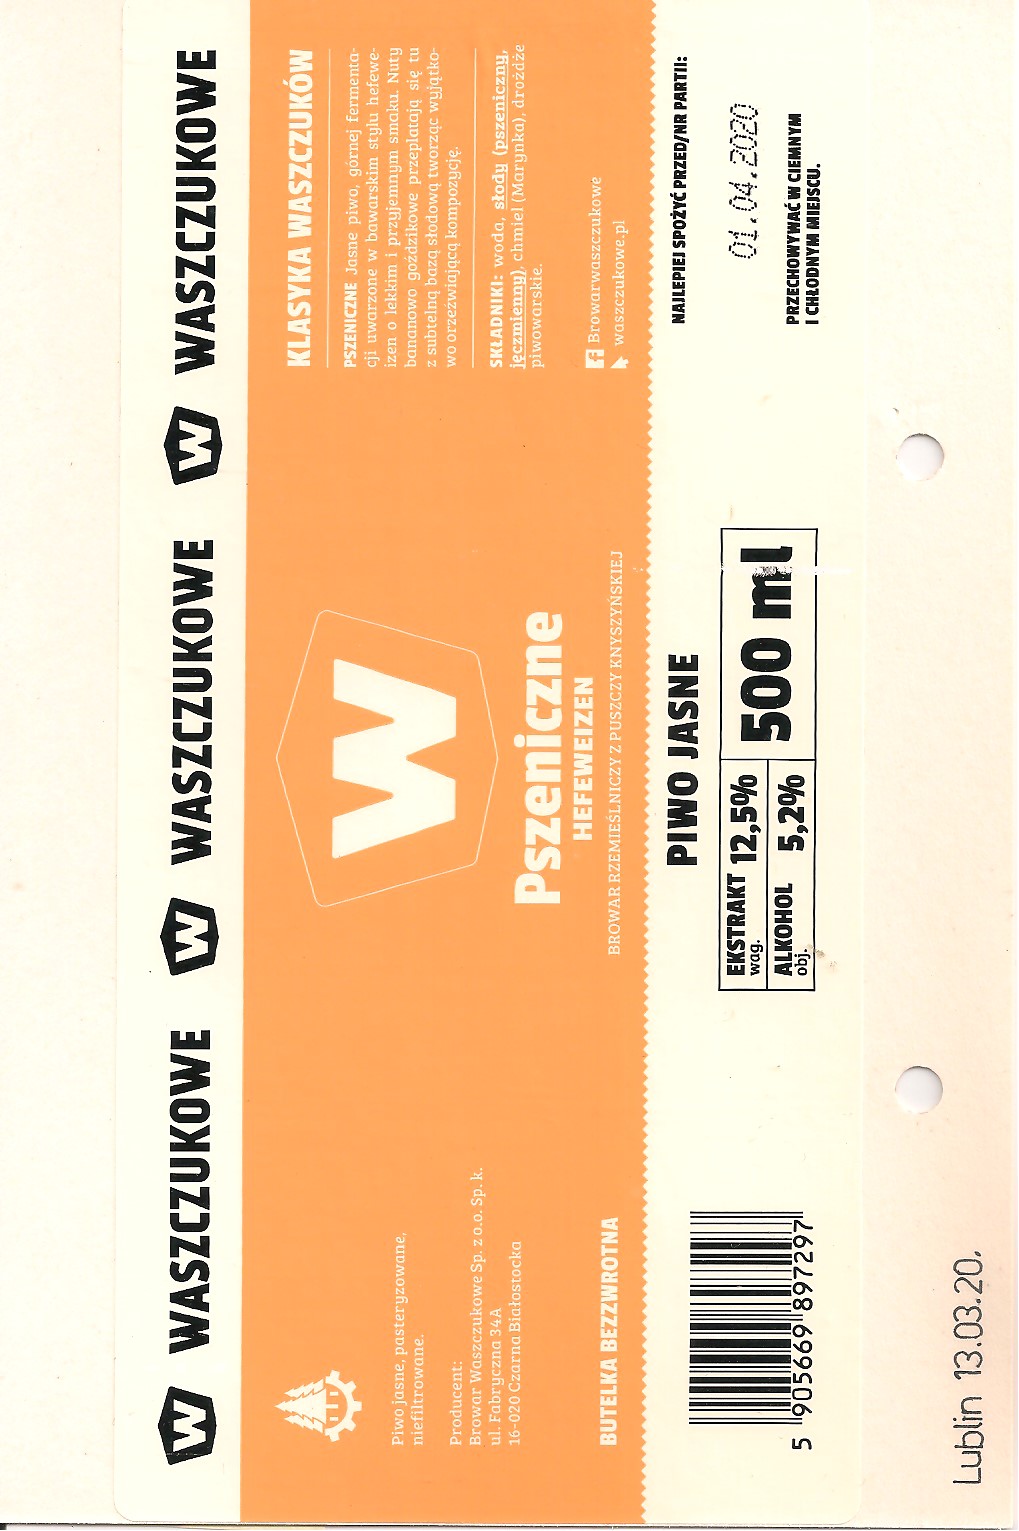 W WASZCZUKOWE W WASZCZUKOWE W WASZCZUKOWE
Piwo jasne, pasteryzowane,
niefiltrowane.
Producent:
Browar Waszczukowe Sp. z o.o. Sp. k.
ul. Fabryczna 34A
16-020 Czarna Białostocka
BUTELKA BEZZWROTNA
5 905669 897297
W
Pszeniczne
HEFEWEIZEN
BROWAR RZEMIEŚLNICZY Z PUSZCZY KNYSZYŃSKIEJ
PIWO JASNE
EKSTRAKT 12,5%
wag.
ALKOHOL 5,2%
obj.
500 ml
KLASYKA WASZCZUKÓW
PSZENICZNE Jasne piwo, górnej fermenta-
cji uwarzone w bawarskim stylu hefewe-
izen o lekkim i przyjemnym smaku. Nuty
bananowo goździkowe przeplatają się tu
z subtelną bazą słodową tworząc wyjątko-
wo orzeźwiającą kompozycję.
SKŁADNIKI: woda, słody (pszeniczny,
jęczmienny), chmiel (Marynka), drożdże
piwowarskie.
Browarwaszczukowe
waszczukowe.pl
NAJLEPIEJ SPOŻYĆ PRZED/NR PARTII:
01.04.2020
PRZECHOWYWAĆ W CIEMNYM
I CHŁODNYM MIEJSCU.
Lublin 13.03.20.